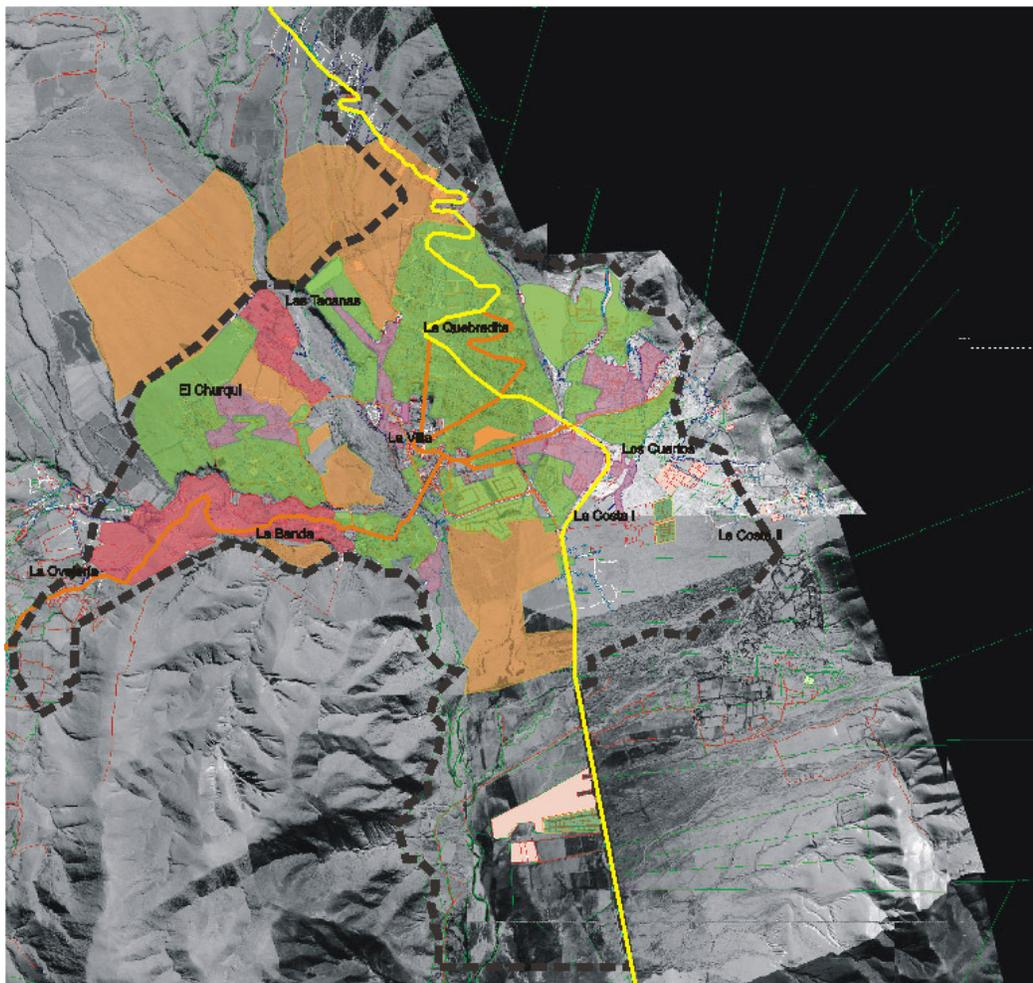 Las Tacanas
La Quebradita
El Churqui
La Villa
Los Cuartos
La Costa I
La Banda
La Costa II
La Ovejería